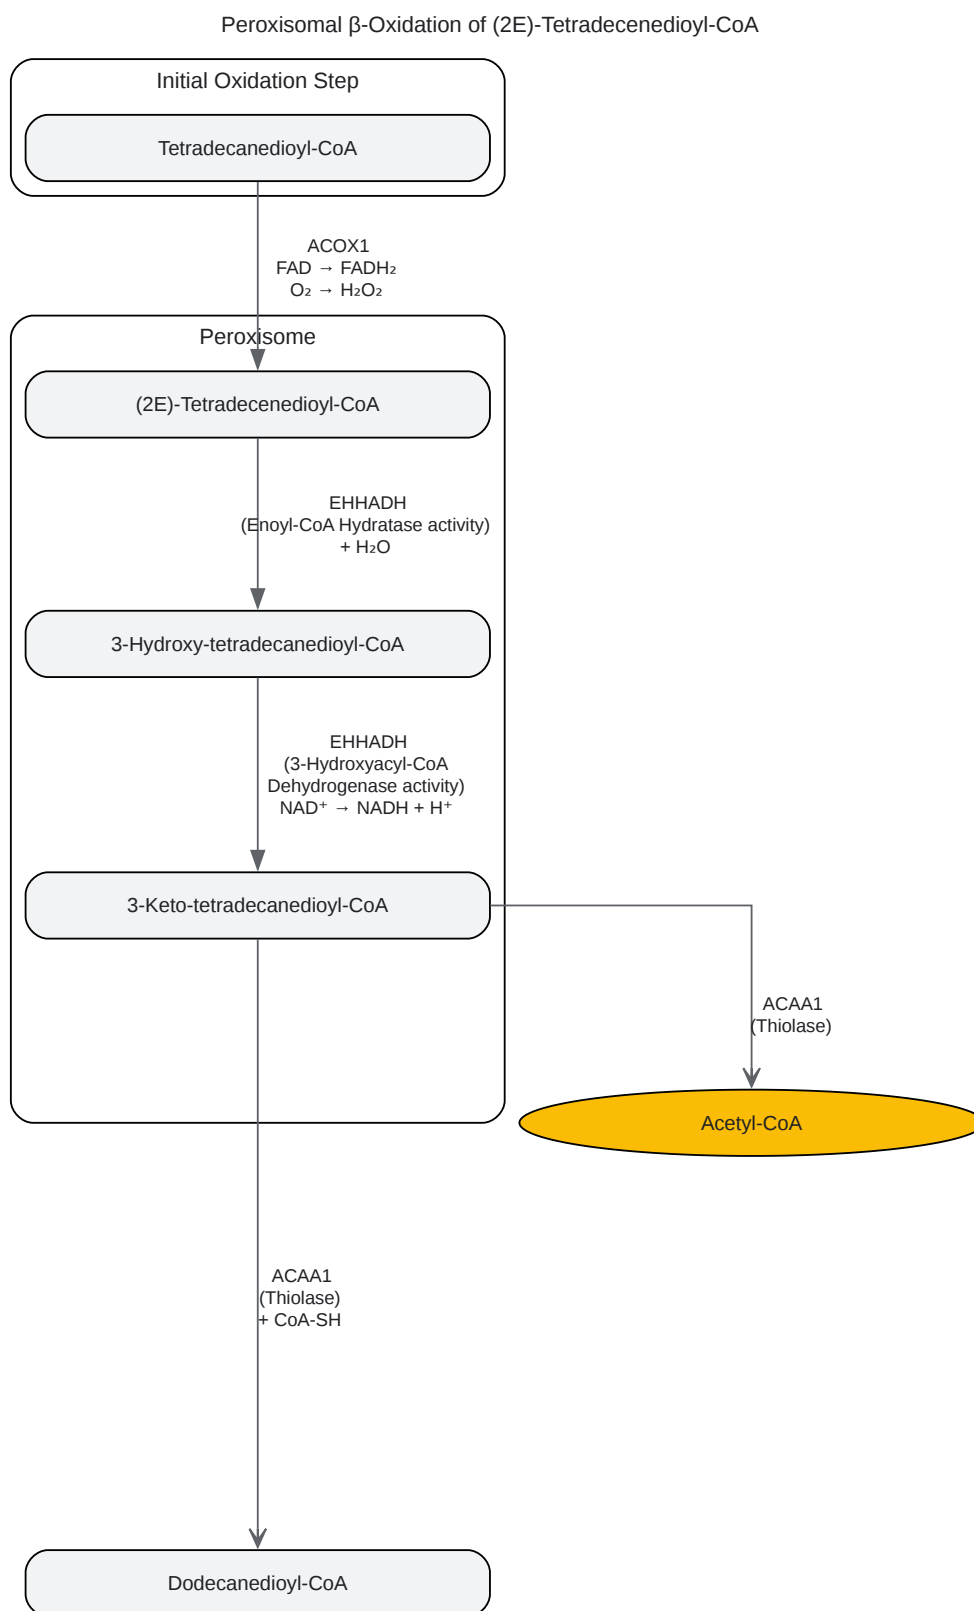 Peroxisomal β-Oxidation of (2E)-Tetradecenedioyl-CoA
Initial Oxidation Step
Tetradecanedioyl-CoA
ACOX1
FAD → FADH₂
O₂ → H₂O₂
Peroxisome
(2E)-Tetradecenedioyl-CoA
EHHADH
(Enoyl-CoA Hydratase activity)
+ H₂O
3-Hydroxy-tetradecanedioyl-CoA
EHHADH
(3-Hydroxyacyl-CoA
Dehydrogenase activity)
NAD⁺ → NADH + H⁺
3-Keto-tetradecanedioyl-CoA
ACAA1
(Thiolase)
Acetyl-CoA
ACAA1
(Thiolase)
+ CoA-SH
Dodecanedioyl-CoA